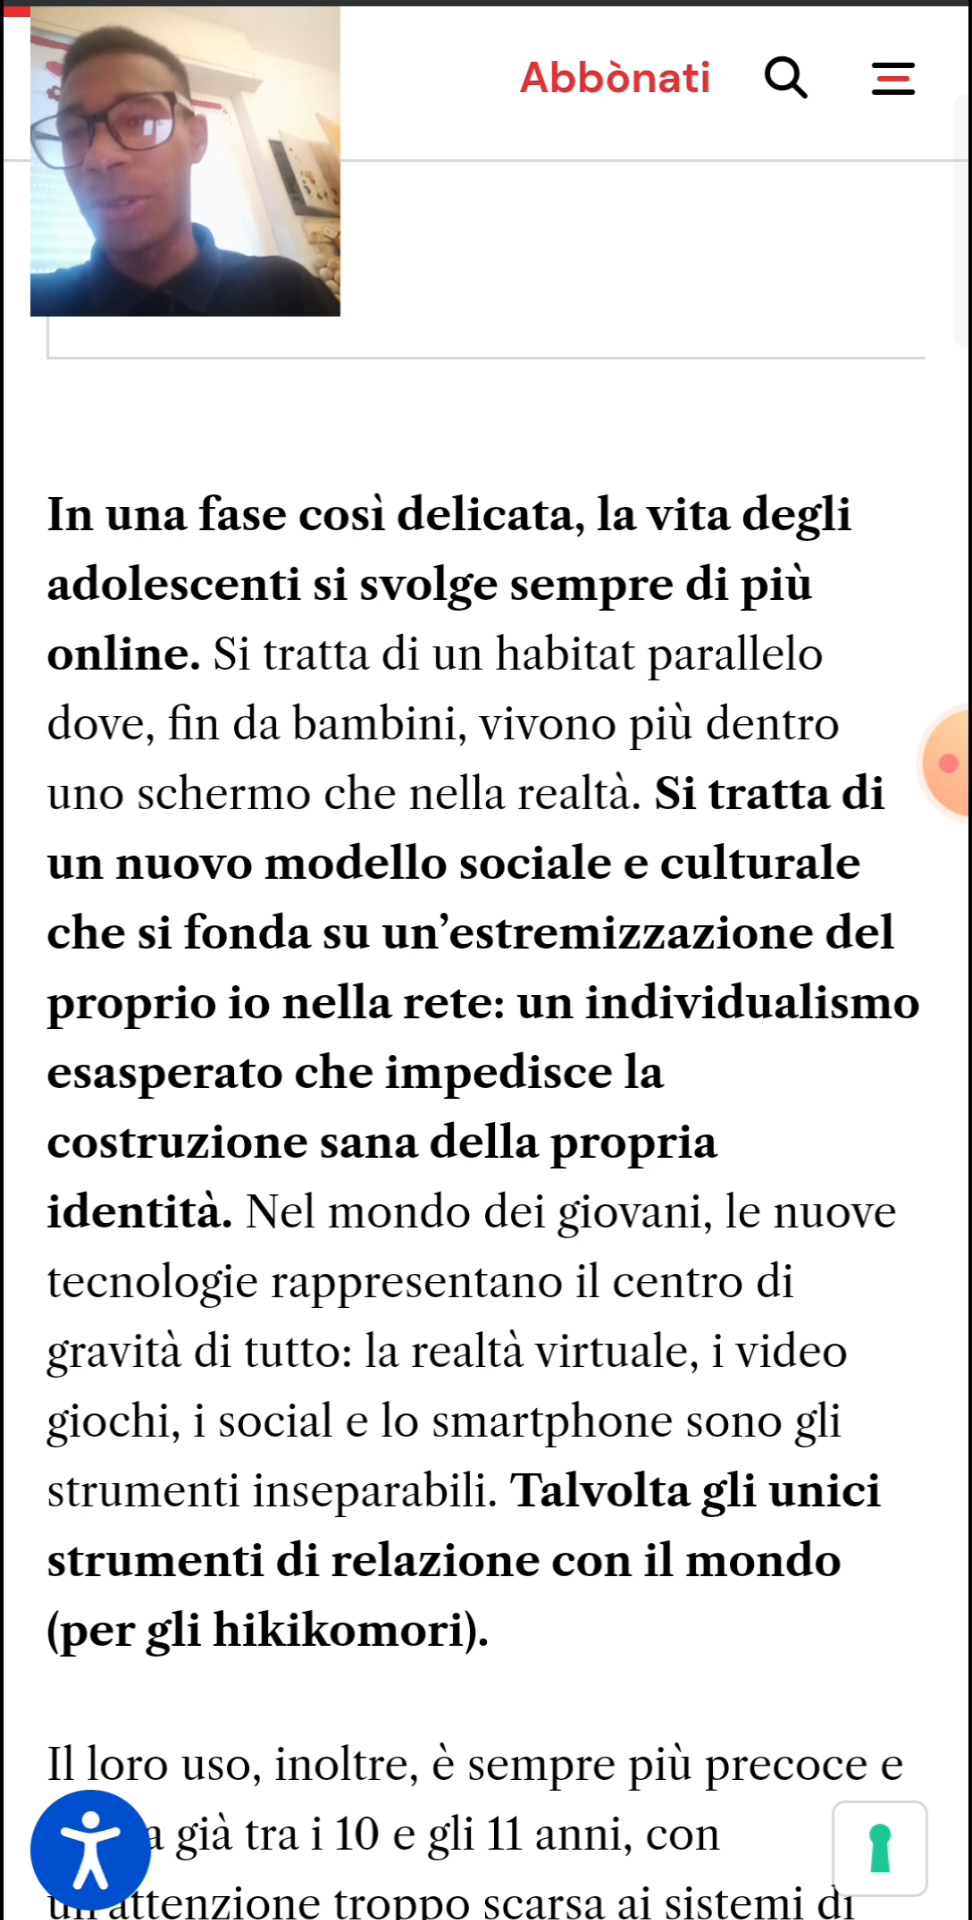 Abbònati
In una fase così delicata, la vita degli
adolescenti si svolge sempre di più
online. Si tratta di un habitat parallelo
dove, fin da bambini, vivono più dentro
uno schermo che nella realtà. Si tratta di
un nuovo modello sociale e culturale
che si fonda su un’estremizzazione del
proprio io nella rete: un individualismo
esasperato che impedisce la
costruzione sana della propria
identità. Nel mondo dei giovani, le nuove
tecnologie rappresentano il centro di
gravità di tutto: la realtà virtuale, i video
giochi, i social e lo smartphone sono gli
strumenti inseparabili. Talvolta gli unici
strumenti di relazione con il mondo
(per gli hikikomori).
Il loro uso, inoltre, è sempre più precoce e
già tra i 10 e gli 11 anni, con
un'attenzione troppo scarsa ai sistemi di